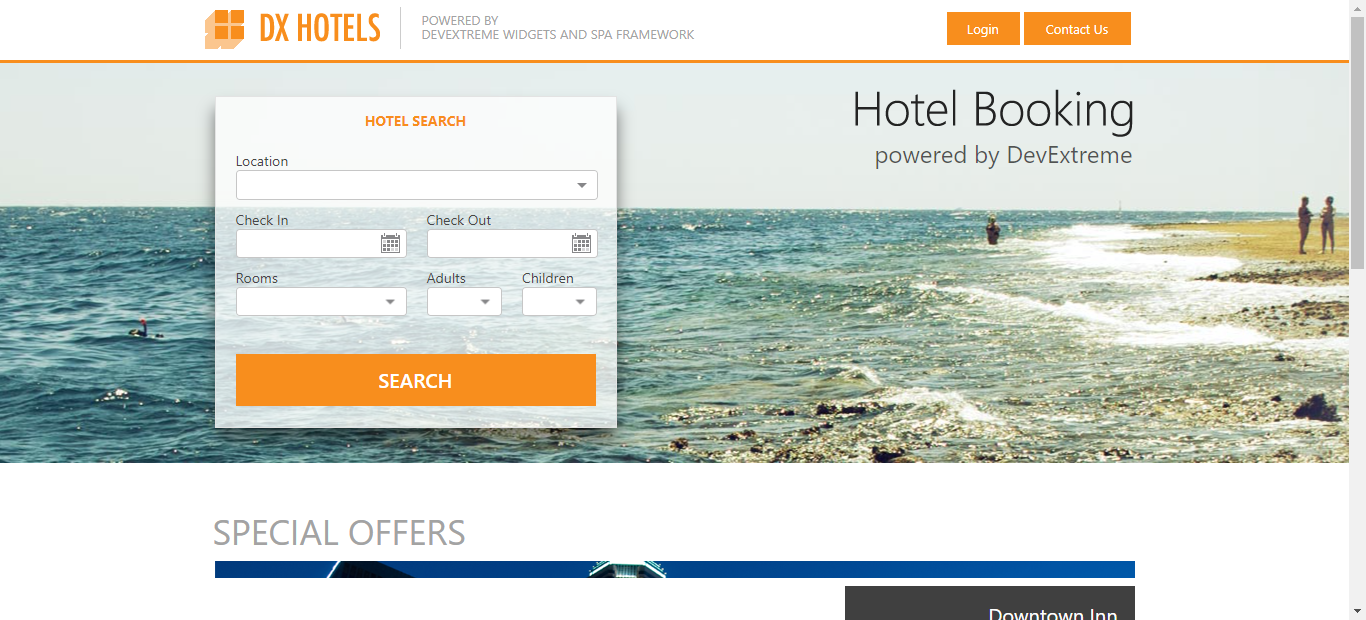 DX HOTELS
POWERED BY
DEVEXTREME WIDGETS AND SPA FRAMEWORK
Login
Contact Us
Hotel Booking
powered by DevExtreme
HOTEL SEARCH
Location
Check In
Check Out
Rooms
Adults
Children
SEARCH
SPECIAL OFFERS
Downtown Inn